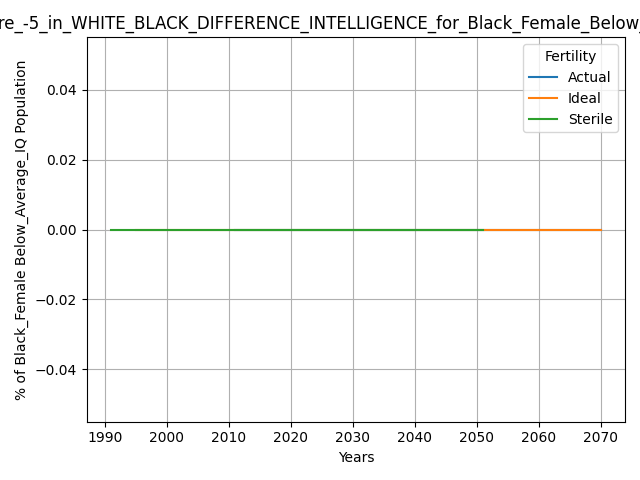 re_-5_in_WHITE_BLACK_DIFFERENCE_INTELLIGENCE_for_Black_Female_Below_
Fertility
Actual
Ideal
Sterile
% of Black_Female Below_Average_IQ Population
0.04
0.02
0.00
−0.02
−0.04
1990 2000 2010 2020 2030 2040 2050 2060 2070
Years